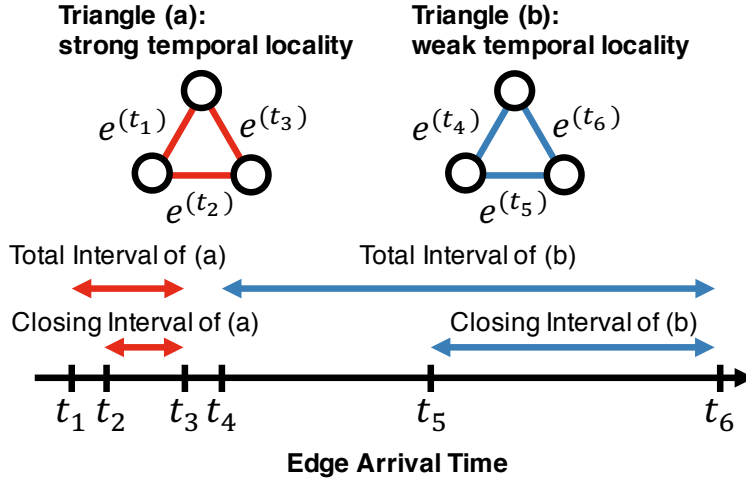 Triangle (a):
strong temporal locality
Triangle (b):
weak temporal locality
e^(t₁)
e^(t₃)
e^(t₂)
e^(t₄)
e^(t₆)
e^(t₅)
Total Interval of (a)
Total Interval of (b)
Closing Interval of (a)
Closing Interval of (b)
t₁ t₂ t₃ t₄ t₅ t₆
Edge Arrival Time